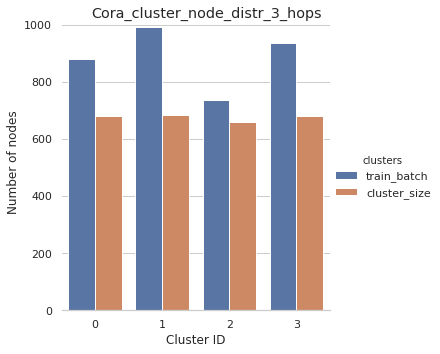 Cora_cluster_node_distr_3_hops
1000
800
600
400
200
0
Number of nodes
0 1 2 3
Cluster ID
clusters
train_batch
cluster_size